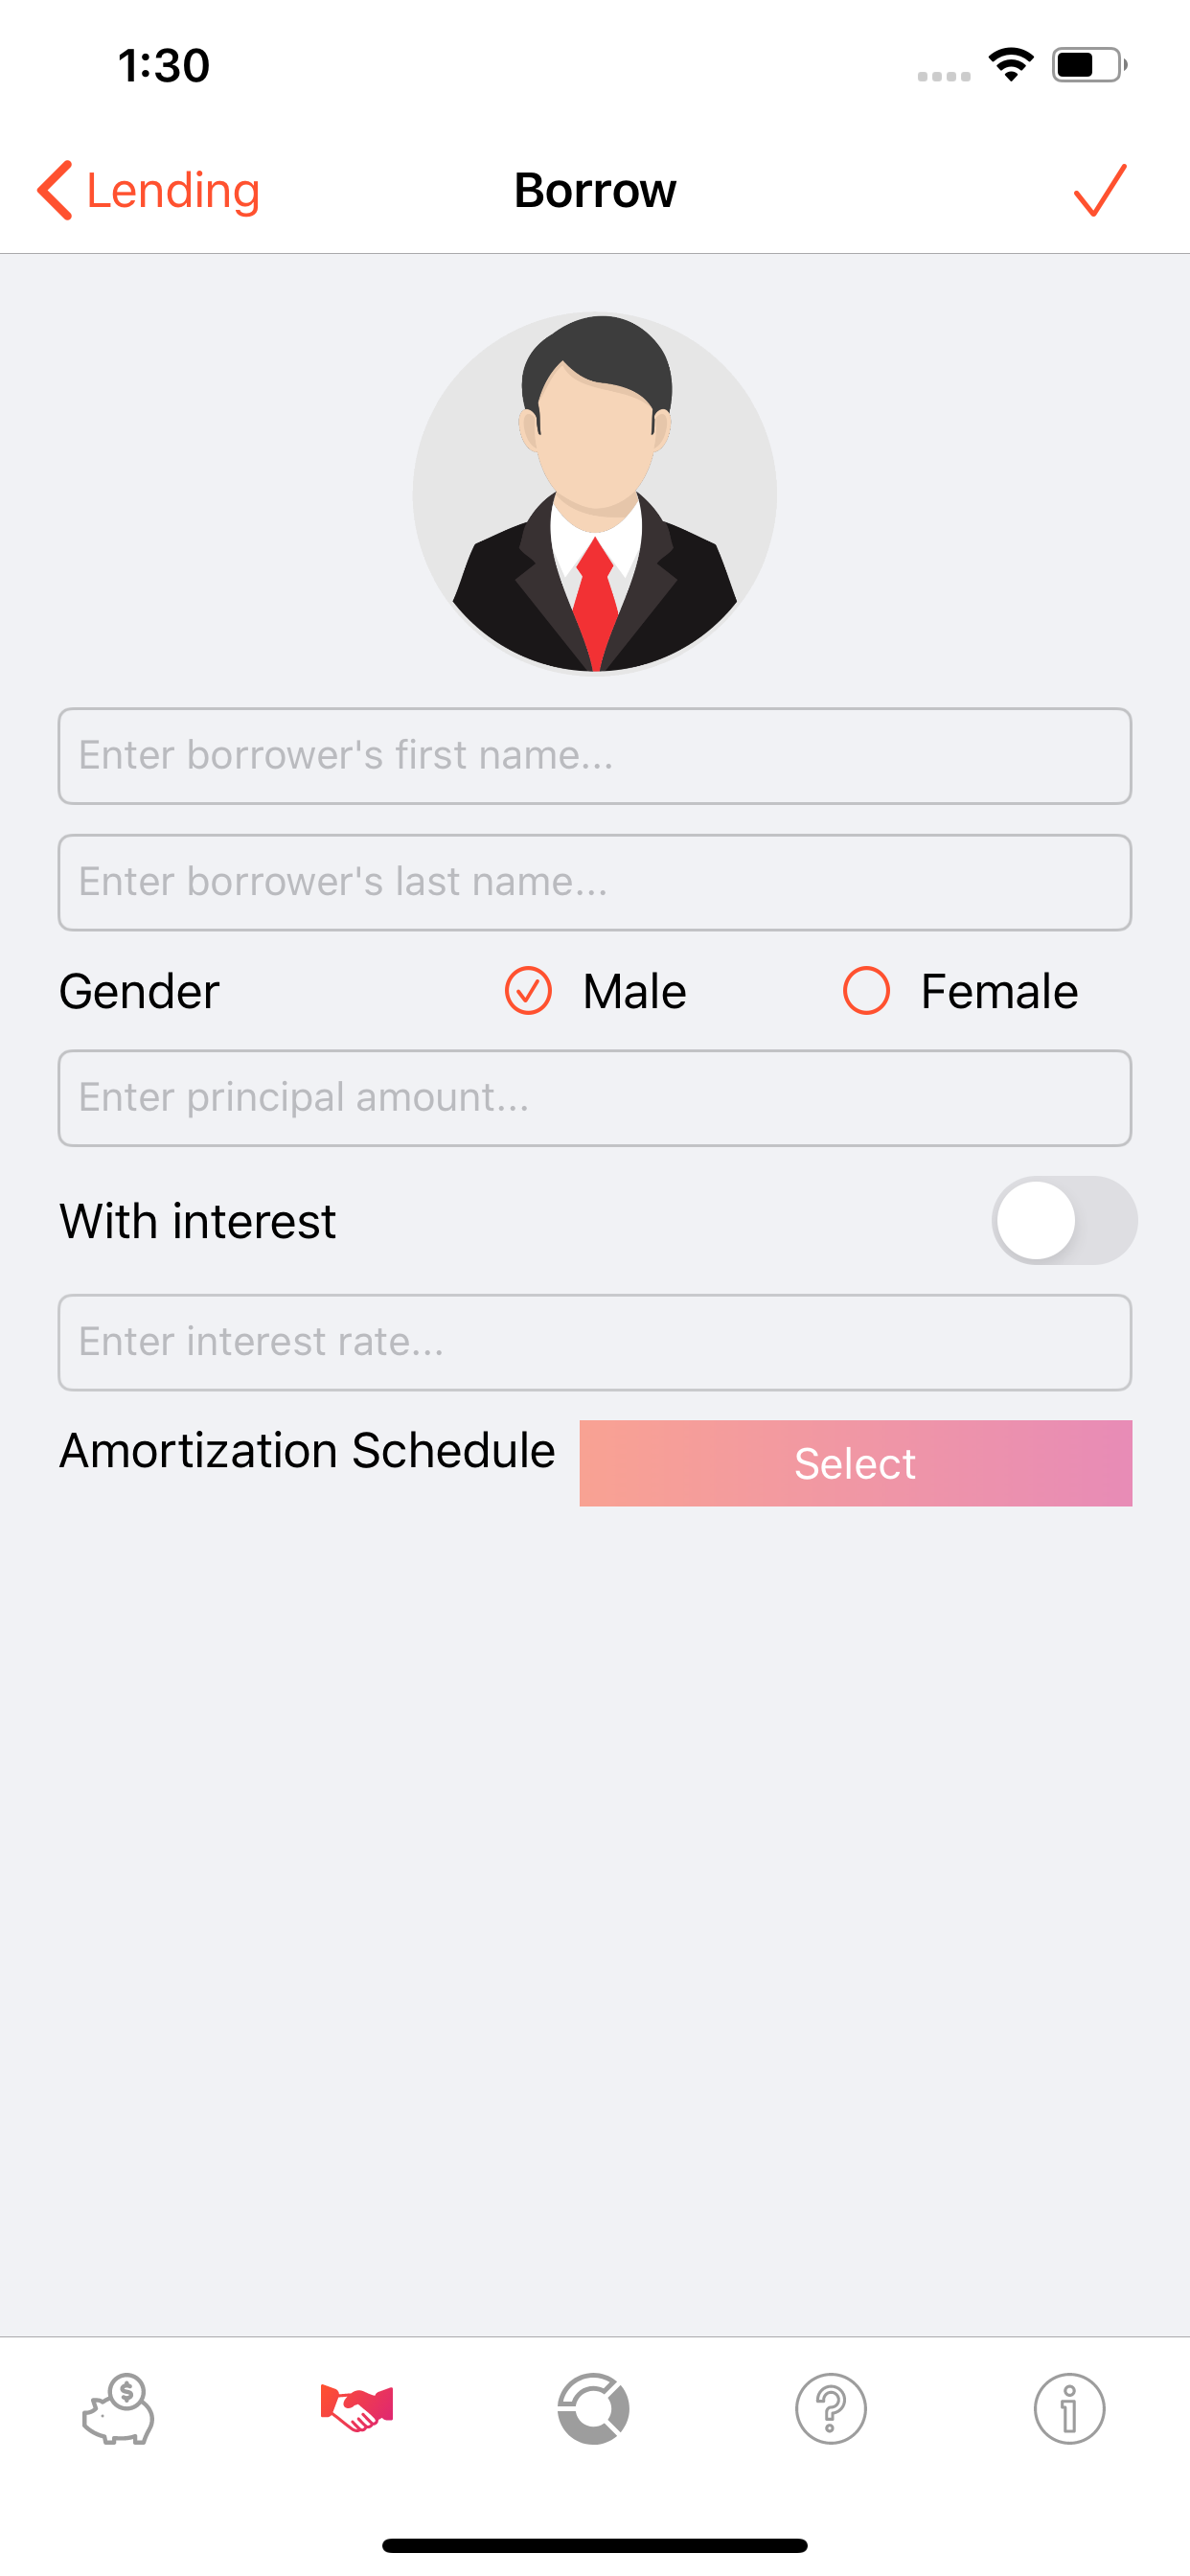 1:30
Lending
Borrow
Enter borrower's first name...
Enter borrower's last name...
Gender
Male
Female
Enter principal amount...
With interest
Enter interest rate...
Amortization Schedule
Select